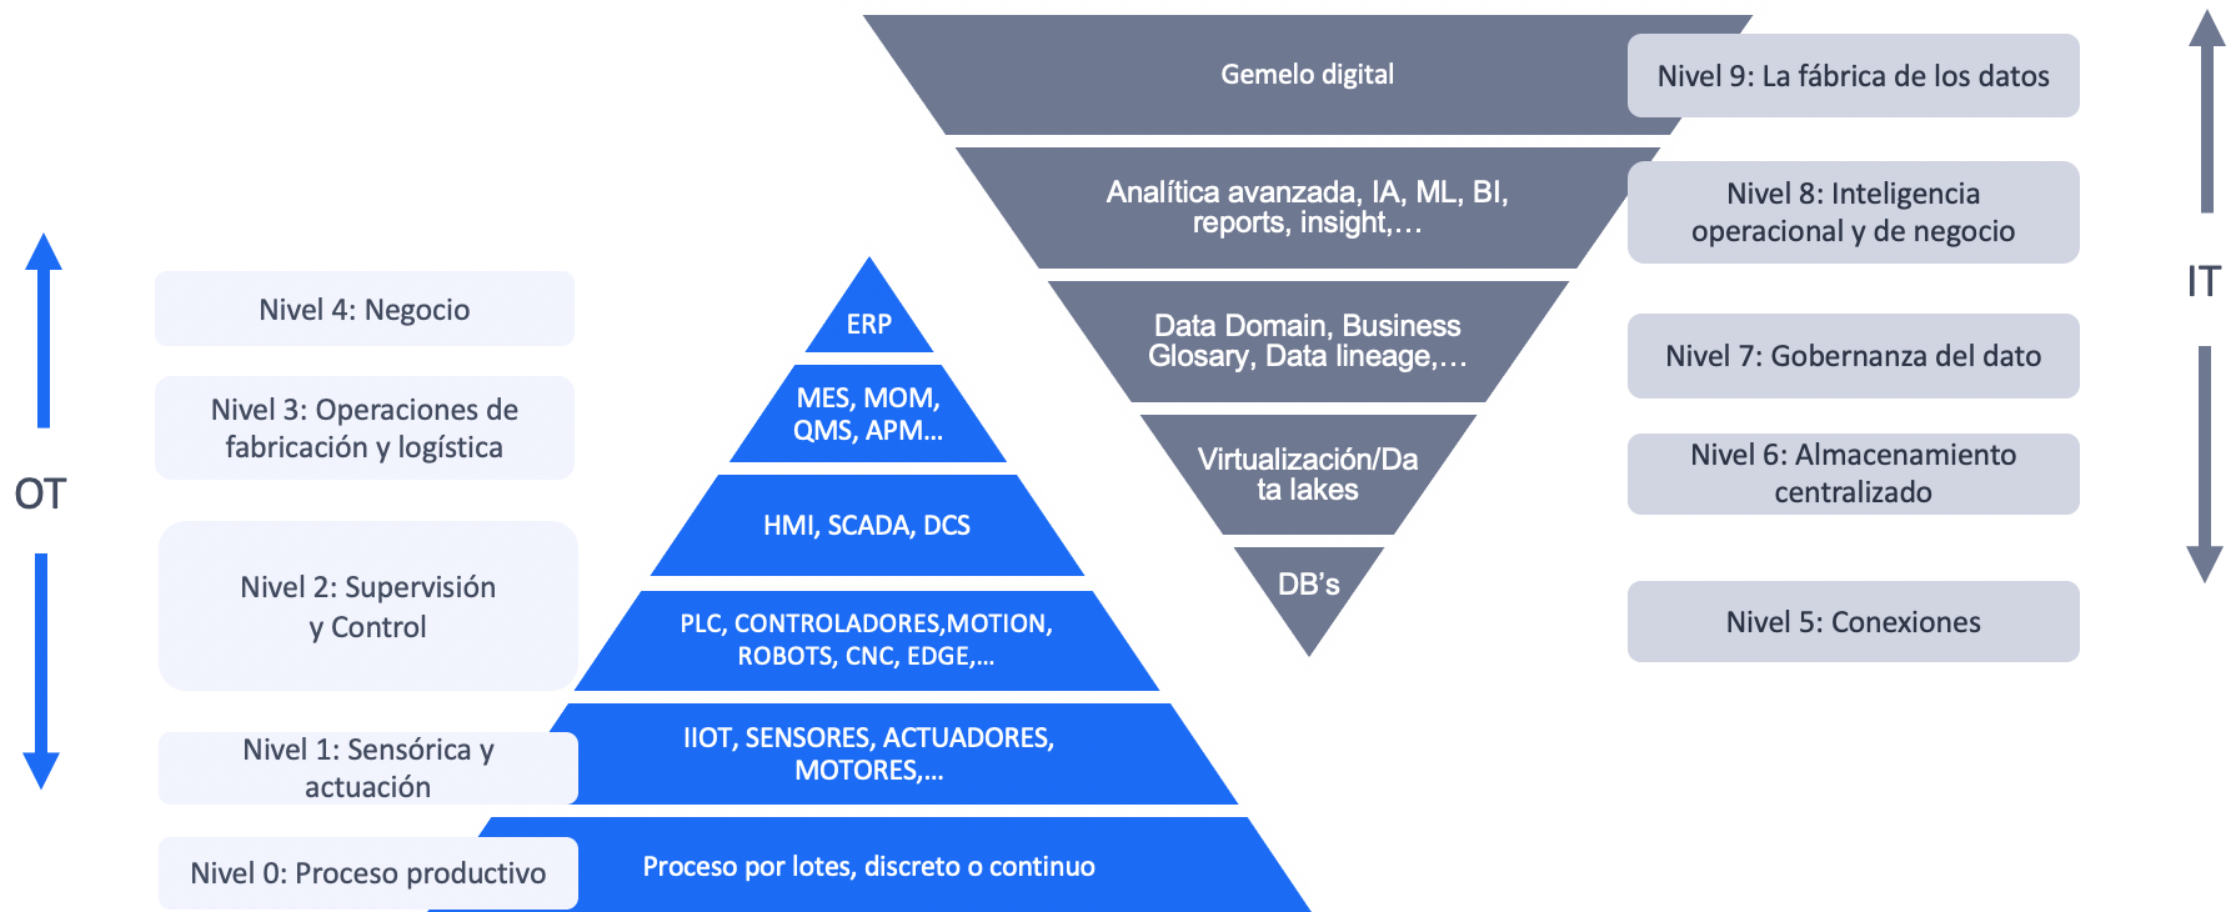 Gemelo digital
Nivel 9: La fábrica de los datos
Analítica avanzada, IA, ML, BI,
reports, insight,...
Nivel 8: Inteligencia
operacional y de negocio
IT
Data Domain, Business
Glosary, Data lineage,...
Nivel 7: Gobernanza del dato
Virtualización/Da
ta lakes
Nivel 6: Almacenamiento
centralizado
DB's
Nivel 5: Conexiones
OT
Nivel 4: Negocio
ERP
Nivel 3: Operaciones de
fabricación y logística
MES, MOM,
QMS, APM...
Nivel 2: Supervisión
y Control
HMI, SCADA, DCS
PLC, CONTROLADORES,MOTION,
ROBOTS, CNC, EDGE,...
Nivel 1: Sensórica y
actuación
IIOT, SENSORES, ACTUADORES,
MOTORES,...
Nivel 0: Proceso productivo
Proceso por lotes, discreto o continuo